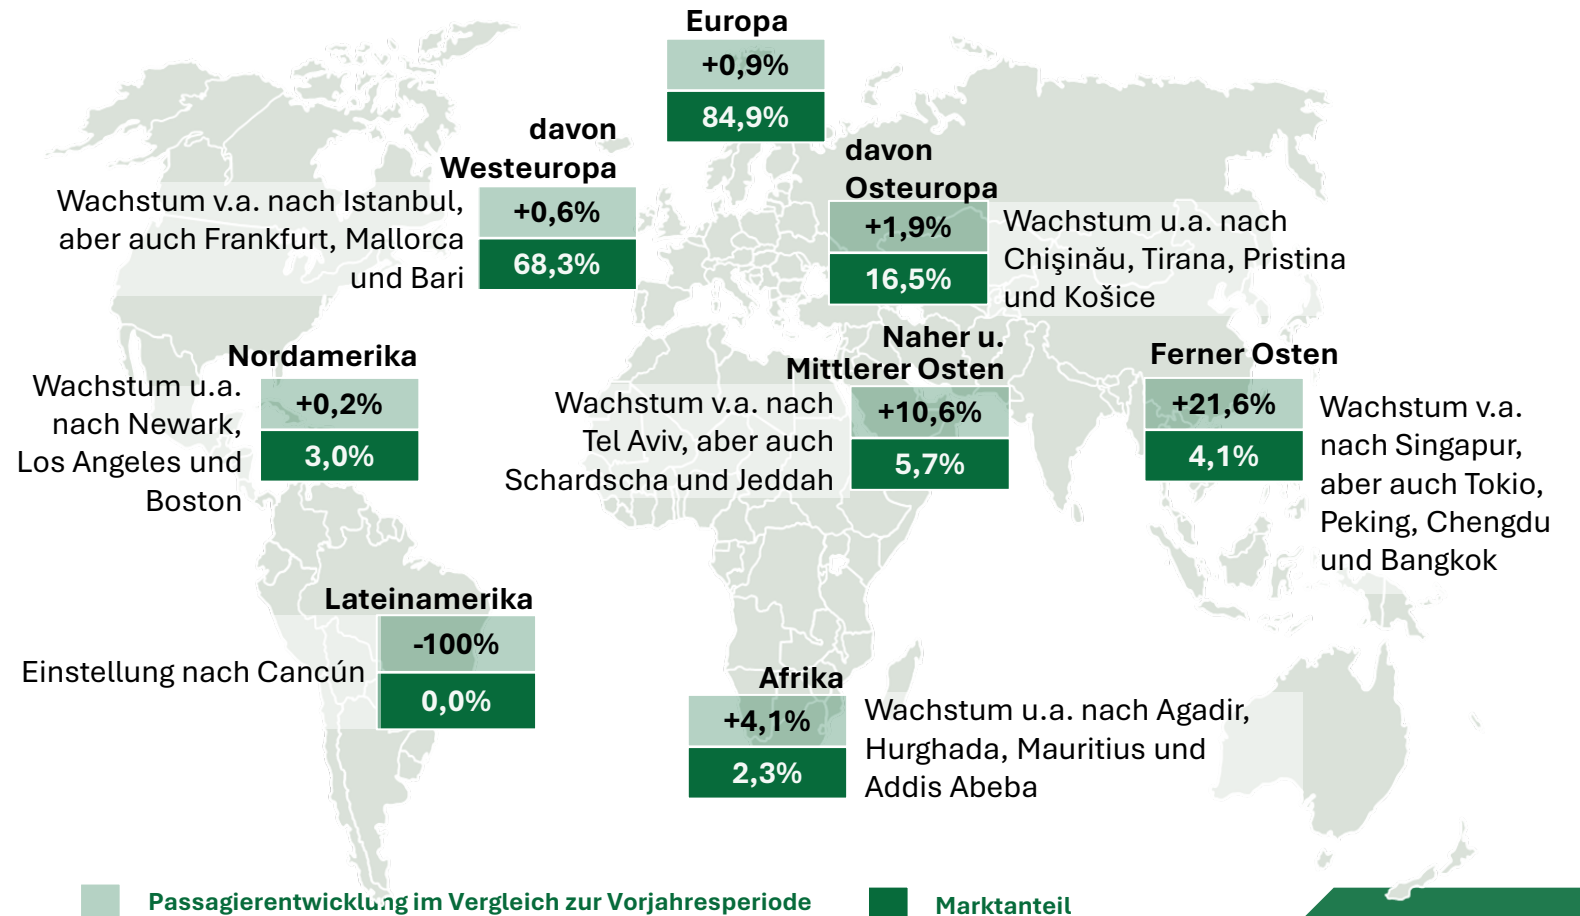 Europa
+0,9%
84,9%
davon
Westeuropa
Wachstum v.a. nach Istanbul,
aber auch Frankfurt, Mallorca
und Bari
+0,6%
68,3%
davon
Osteuropa
+1,9%
16,5%
Wachstum u.a. nach
Chişinău, Tirana, Pristina
und Košice
Nordamerika
Wachstum u.a.
nach Newark,
Los Angeles und
Boston
+0,2%
3,0%
Naher u.
Mittlerer Osten
Wachstum v.a. nach
Tel Aviv, aber auch
Schardscha und Jeddah
+10,6%
5,7%
Ferner Osten
+21,6%
4,1%
Wachstum v.a.
nach Singapur,
aber auch Tokio,
Peking, Chengdu
und Bangkok
Lateinamerika
Einstellung nach Cancún
-100%
0,0%
Afrika
+4,1%
2,3%
Wachstum u.a. nach Agadir,
Hurghada, Mauritius und
Addis Abeba
Passagierentwicklung im Vergleich zur Vorjahresperiode
Marktanteil